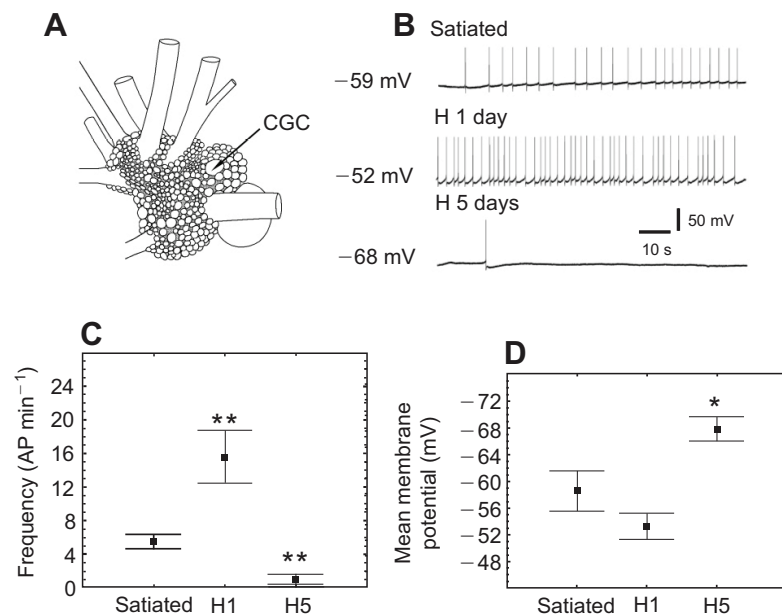 A
CGC
B
Satiated
−59 mV
H 1 day
−52 mV
H 5 days
−68 mV
50 mV
10 s
C
Frequency (AP min−1)
24
20
16
12
8
4
0
**
**
Satiated
H1
H5
D
Mean membrane
potential (mV)
−72
−68
−64
−60
−56
−52
−48
*
Satiated
H1
H5